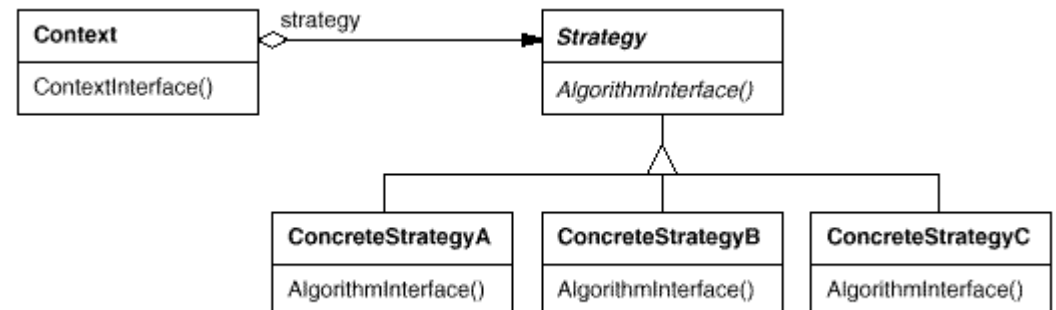 Context
ContextInterface()
strategy
Strategy
AlgorithmInterface()
ConcreteStrategyA
AlgorithmInterface()
ConcreteStrategyB
AlgorithmInterface()
ConcreteStrategyC
AlgorithmInterface()